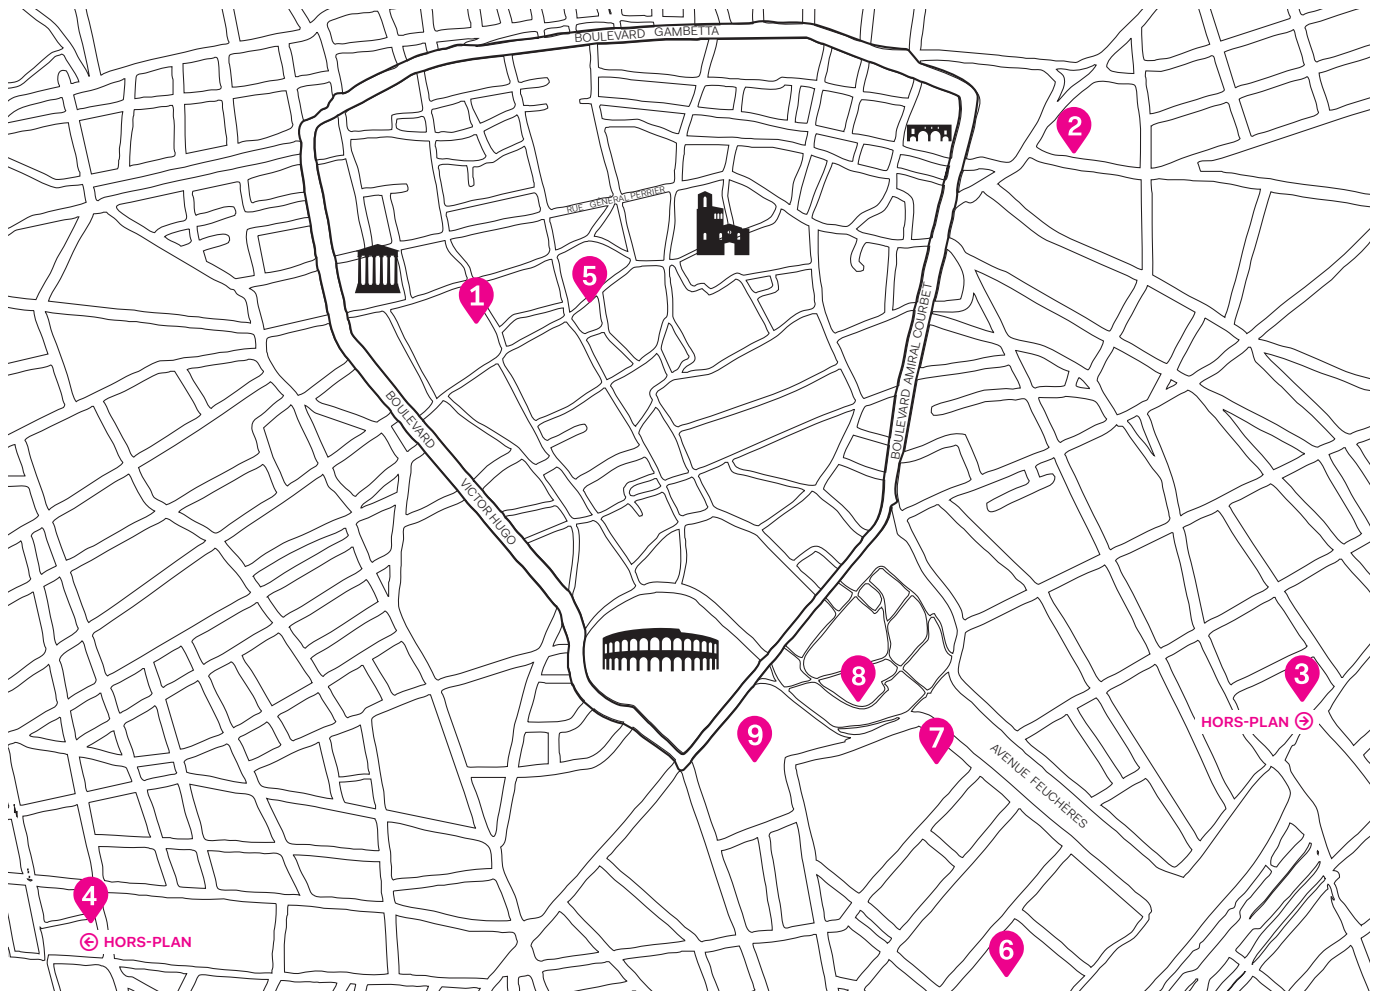 BOULEVARD GAMBETTA
2
RUE GÉNÉRAL PERRIER
5
1
BOULEVARD AMIRAL COURBET
BOULEVARD
VICTOR HUGO
3
8
HORS-PLAN
9
7
AVENUE FEUCHÈRES
4
HORS-PLAN
6